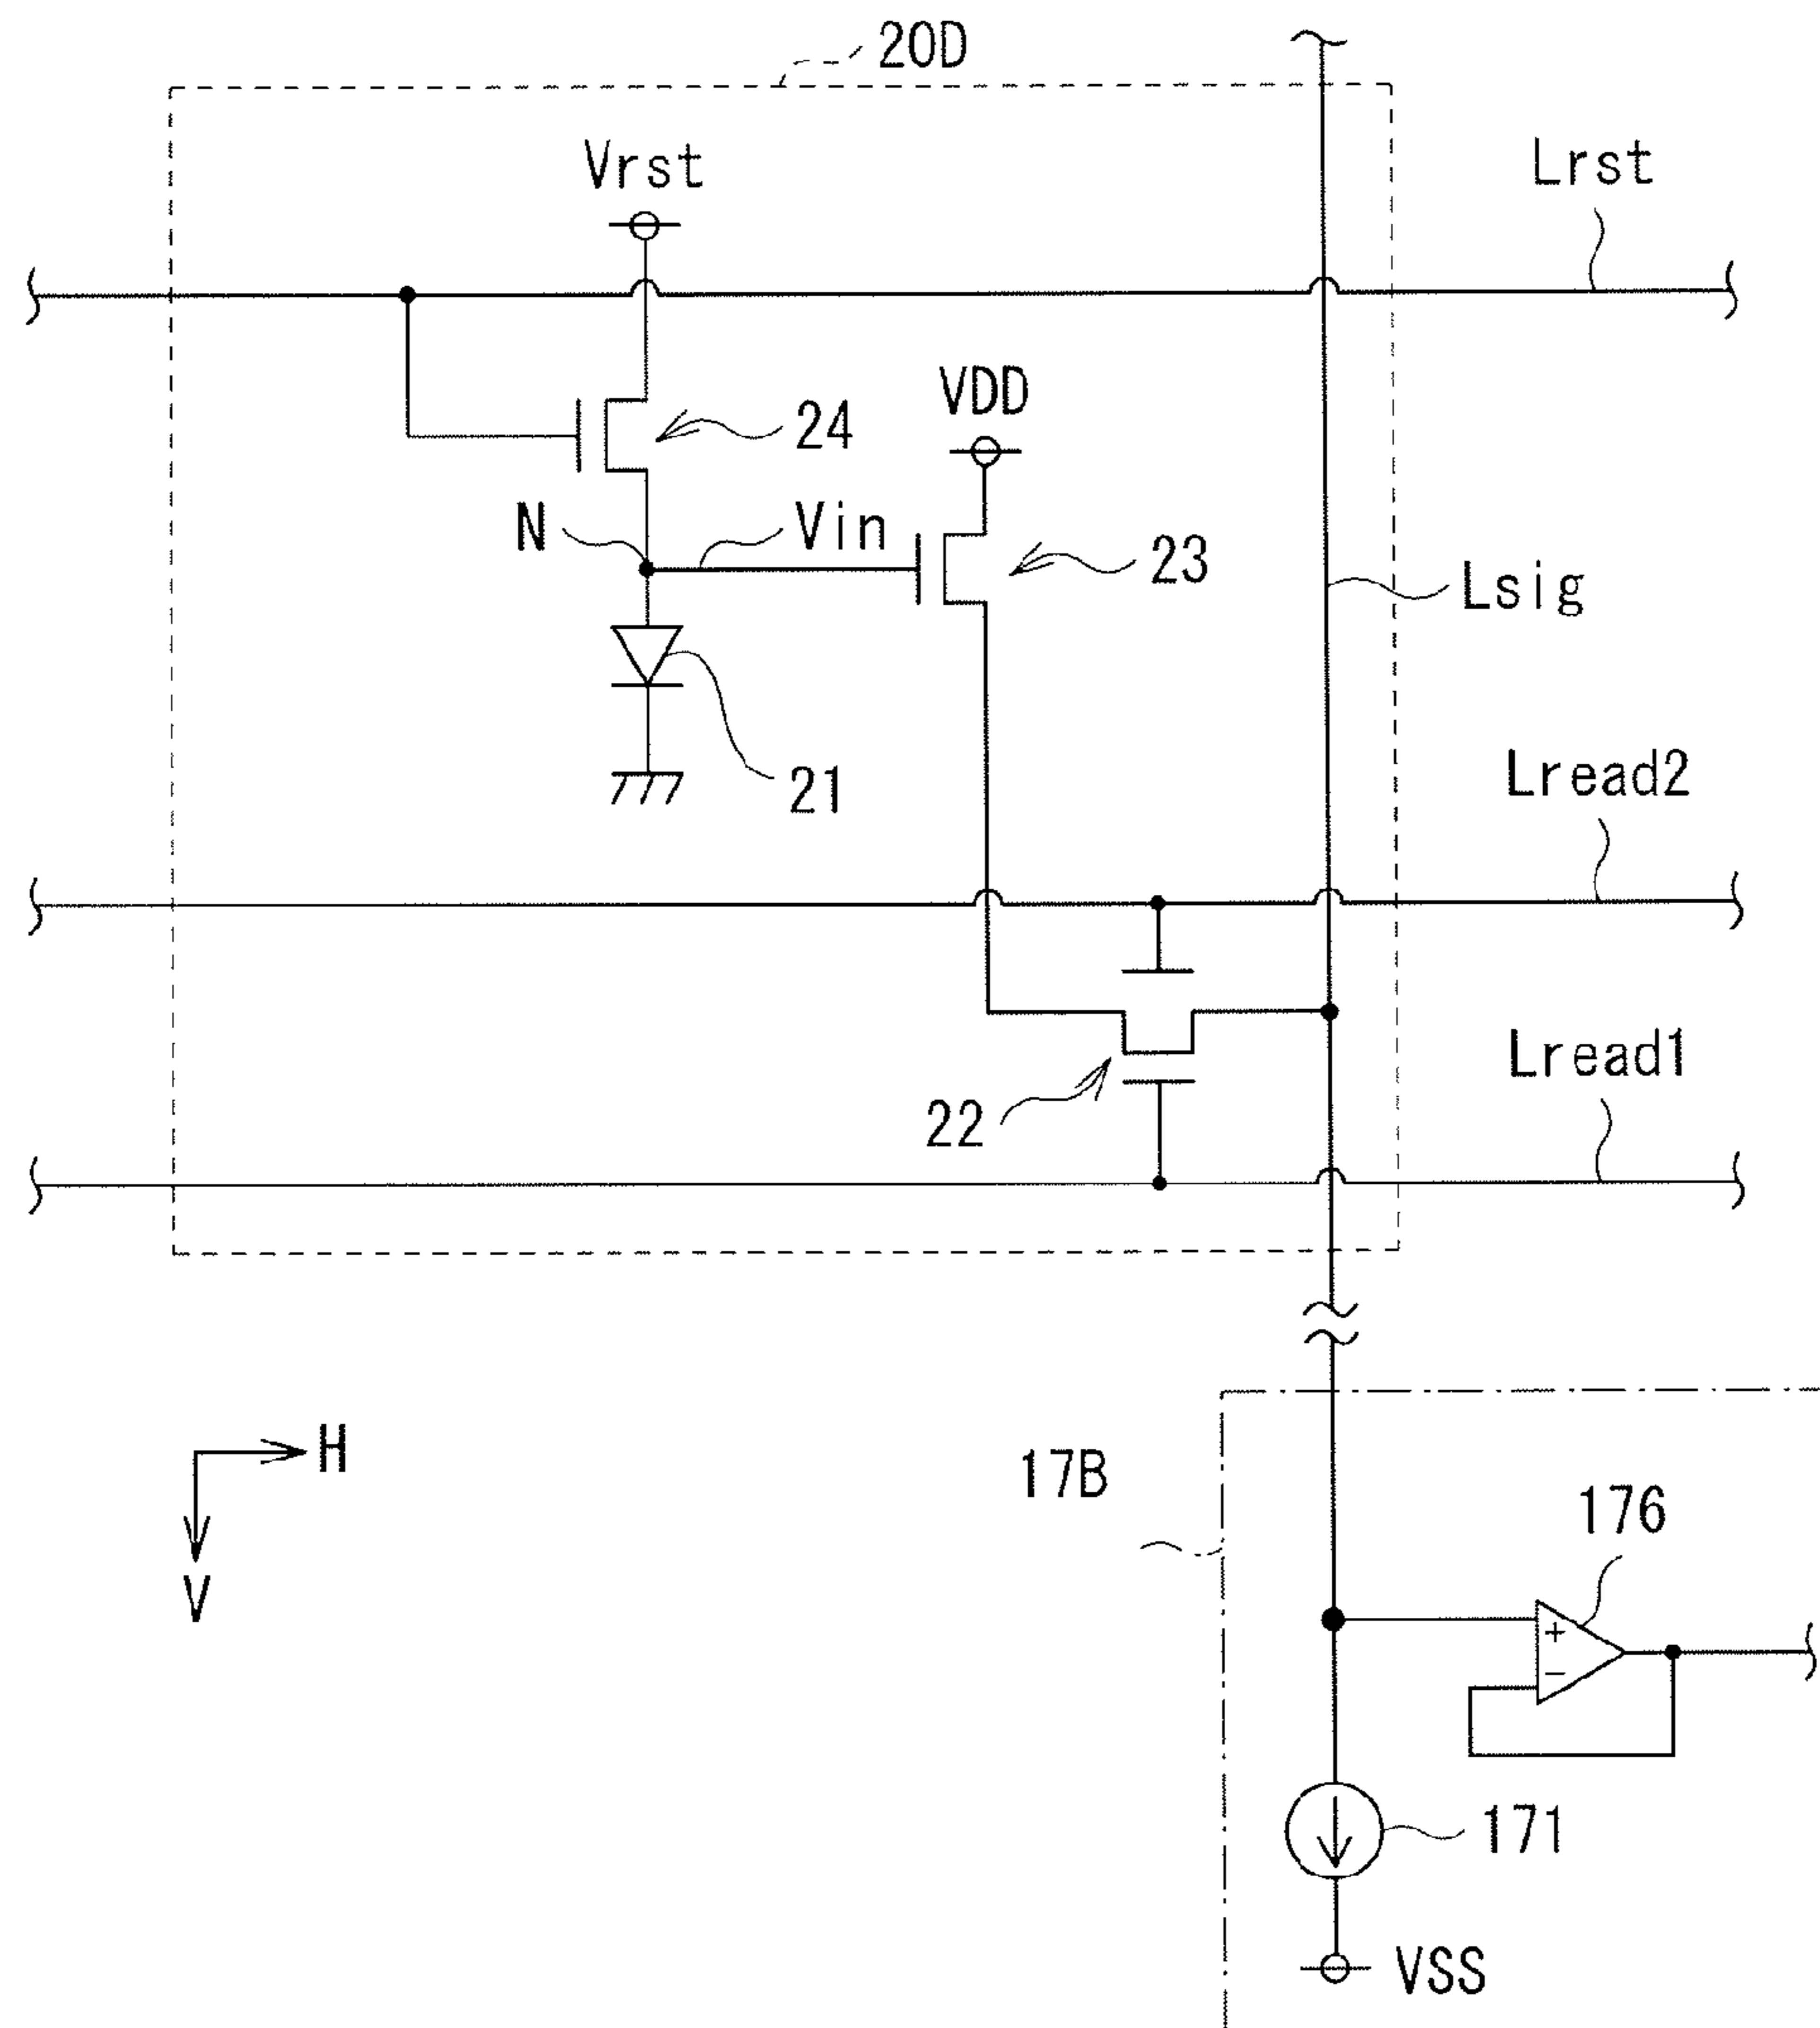 20D
Vrst
Lrst
VDD
24
N
Vin
23
Lsig
21
Lread2
Lread1
22
H
17B
176
V
+
−
171
VSS